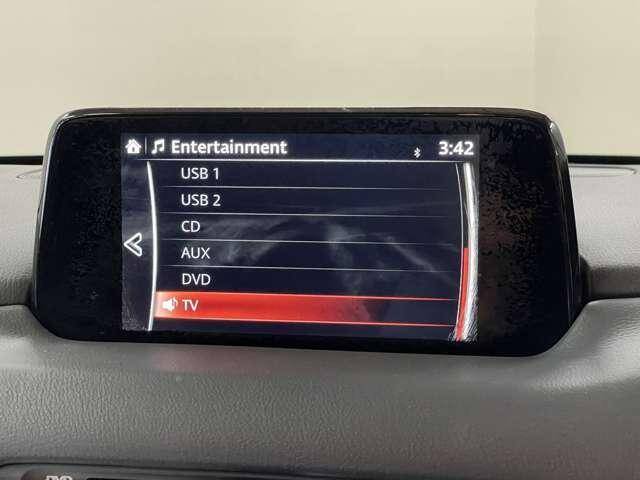 Entertainment 3:42
USB 1
USB 2
CD
AUX
DVD
TV